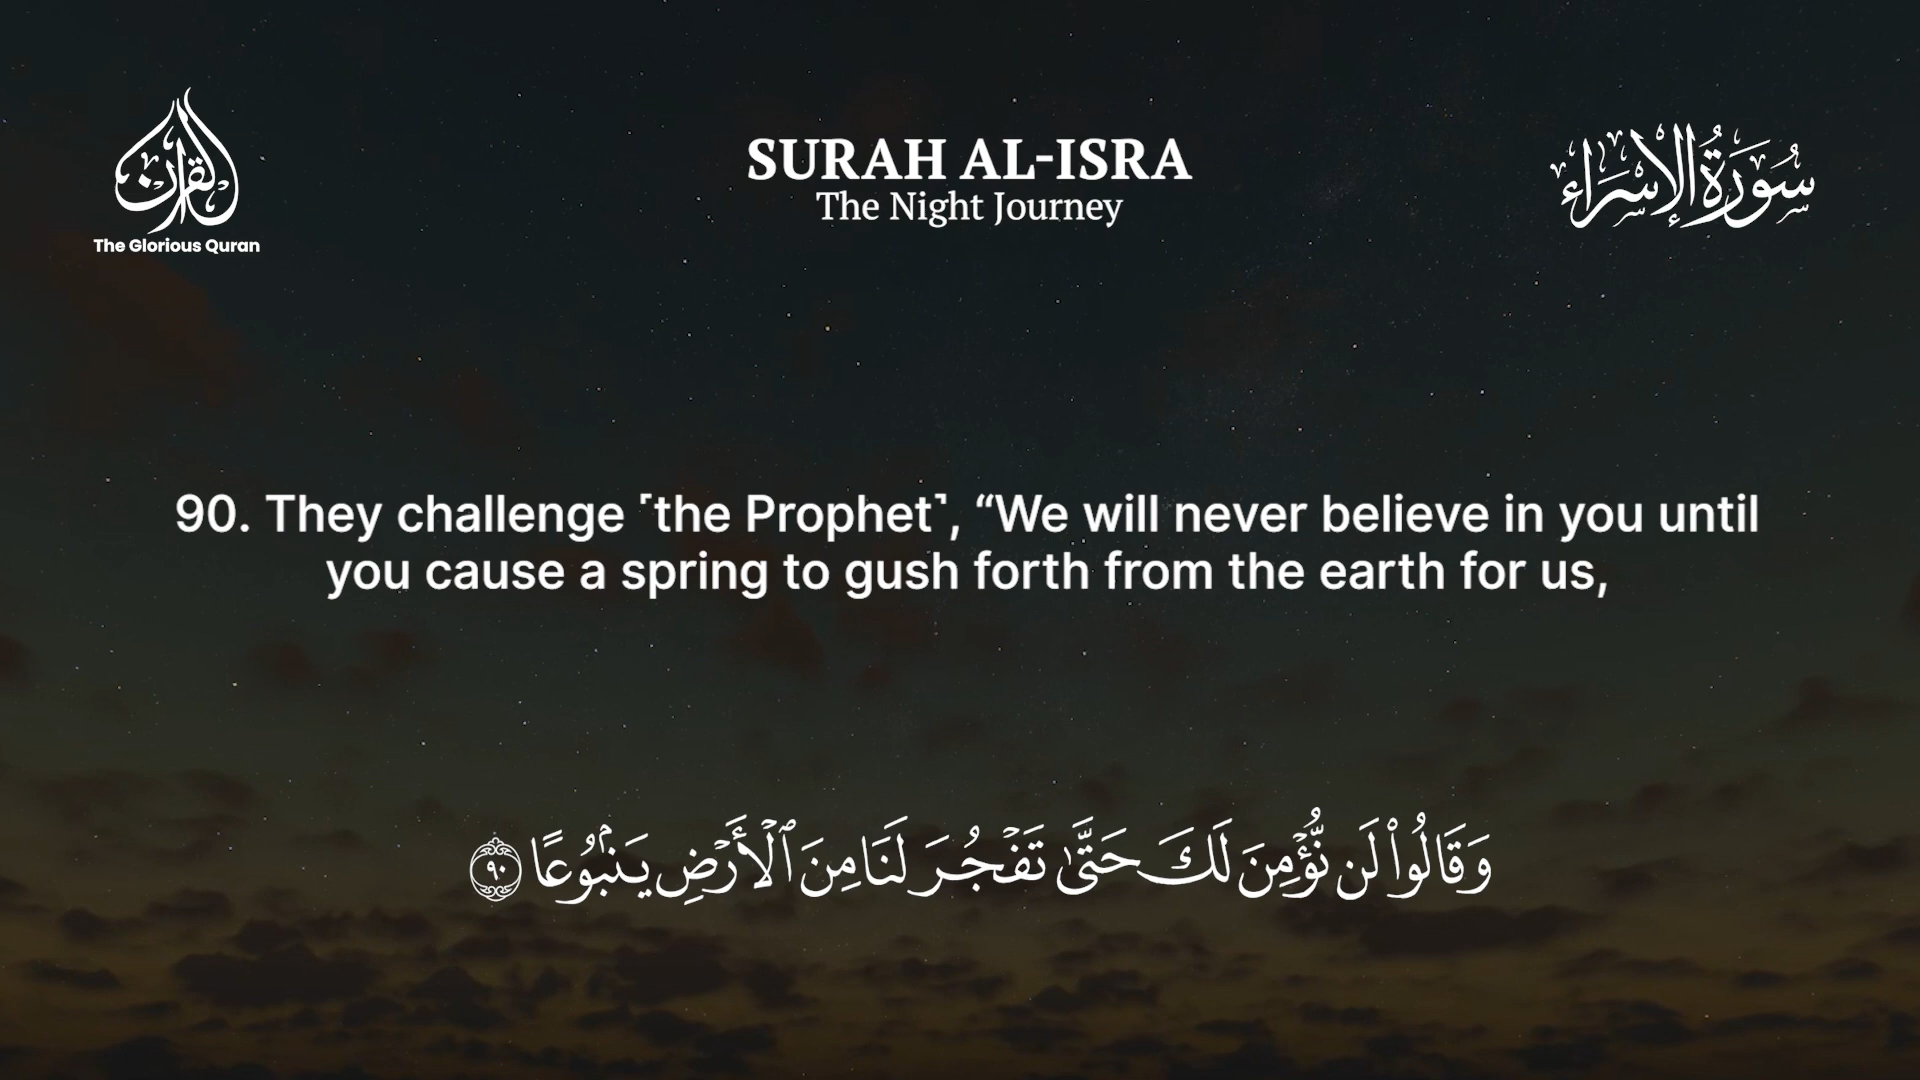 القرآن
The Glorious Quran
SURAH AL-ISRA
The Night Journey
سُورَةُ الإِسْرَاء
90. They challenge ˹the Prophet˺, “We will never believe in you until
you cause a spring to gush forth from the earth for us,
وَقَالُوا۟ لَن نُّؤْمِنَ لَكَ حَتَّىٰ تَفْجُرَ لَنَا مِنَ ٱلْأَرْضِ يَنۢبُوعًا ٩٠